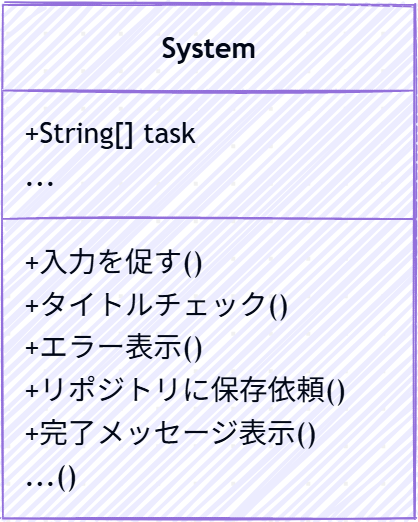 System
+String[] task
...
+入力を促す()
+タイトルチェック()
+エラー表示()
+リポジトリに保存依頼()
+完了メッセージ表示()
...()